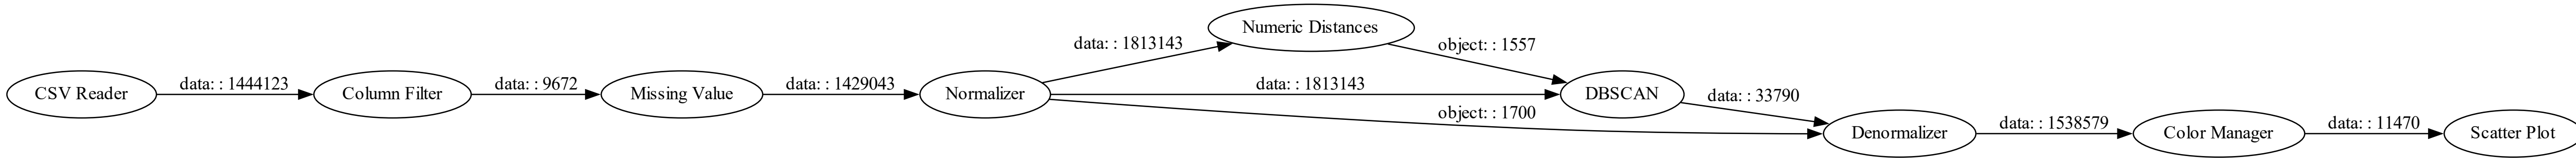 CSV Reader
data: : 1444123
Column Filter
data: : 9672
Missing Value
data: : 1429043
Normalizer
data: : 1813143
Numeric Distances
object: : 1557
data: : 1813143
object: : 1700
DBSCAN
data: : 33790
Denormalizer
data: : 1538579
Color Manager
data: : 11470
Scatter Plot